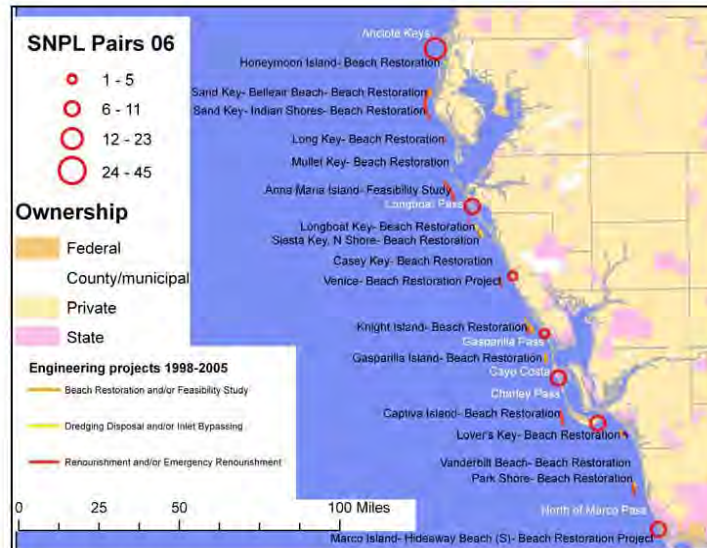 SNPL Pairs 06
1 - 5
6 - 11
12 - 23
24 - 45
Ownership
Federal
County/municipal
Private
State
Engineering projects 1998-2005
Beach Restoration and/or Feasibility Study
Dredging Disposal and/or Inlet Bypassing
Renourishment and/or Emergency Renourishment
Anclote Keys
Honeymoon Island- Beach Restoration
Sand Key- Belleair Beach- Beach Restoration
Sand Key- Indian Shores- Beach Restoration
Long Key- Beach Restoration
Mullet Key- Beach Restoration
Anna Maria Island- Feasibility Study
Longboat Pass
Longboat Key- Beach Restoration
Siesta Key, N Shore- Beach Restoration
Casey Key- Beach Restoration
Venice- Beach Restoration Project
Knight Island- Beach Restoration
Gasparilla Pass
Gasparilla Island- Beach Restoration
Cayo Costa
Charley Pass
Captiva Island- Beach Restoration
Lover's Key- Beach Restoration
Vanderbilt Beach- Beach Restoration
Park Shore- Beach Restoration
North of Marco Pass
Marco Island- Hideaway Beach (S)- Beach Restoration Project
0 25 50 100 Miles